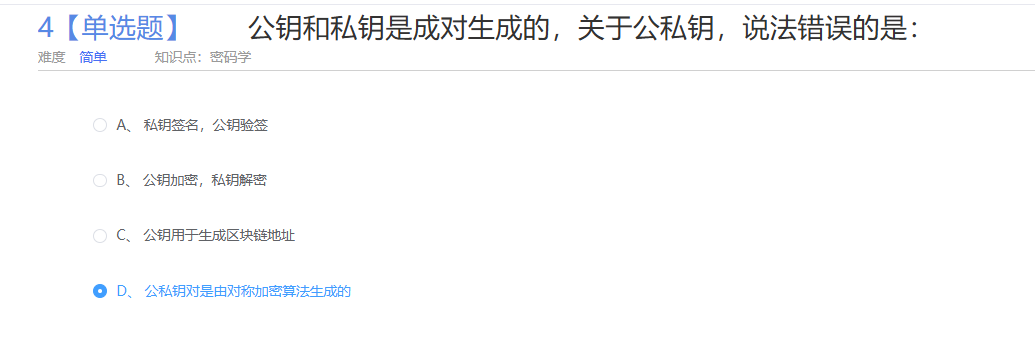 4【单选题】 公钥和私钥是成对生成的，关于公私钥，说法错误的是：
难度 简单 知识点：密码学
A、 私钥签名，公钥验签
B、 公钥加密，私钥解密
C、 公钥用于生成区块链地址
D、 公私钥对是由对称加密算法生成的